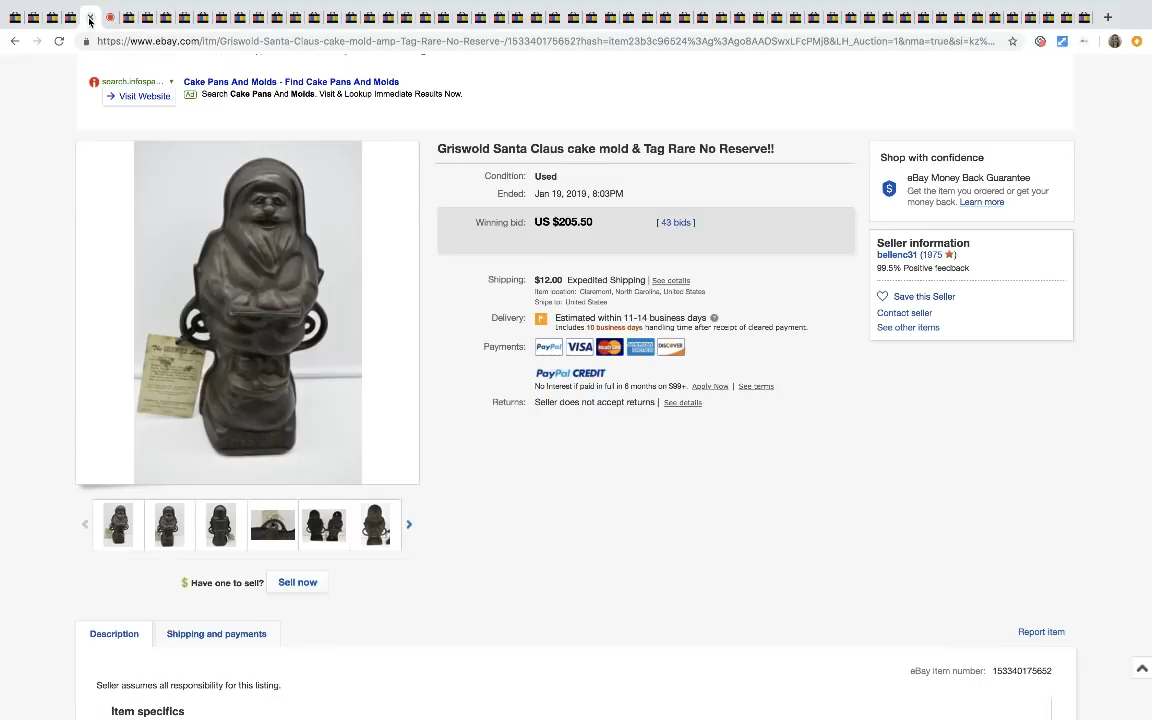 https://www.ebay.com/itm/Griswold-Santa-Claus-cake-mold-amp-Tag-Rare-No-Reserve-/153340175652?hash=item23b3c96524%3Ag%3Ago8AAOSwxLFcPMj8&LH_Auction=1&nma=true&si=kz%...
search.infospa...
Cake Pans And Molds - Find Cake Pans And Molds
Visit Website
Ad Search Cake Pans And Molds. Visit & Lookup Immediate Results Now.
Griswold Santa Claus cake mold & Tag Rare No Reserve!!
Condition: Used
Ended: Jan 19, 2019 , 8:03PM
Winning bid: US $205.50 [ 43 bids ]
Shipping: $12.00 Expedited Shipping | See details
Item location: Claremont, North Carolina, United States
Ships to: United States
Delivery: Estimated within 11-14 business days
Includes 10 business days handling time after receipt of cleared payment.
Payments: PayPal VISA MasterCard DISCOVER
PayPal CREDIT
No Interest if paid in full in 6 months on $99+. Apply Now | See terms
Returns: Seller does not accept returns | See details
Shop with confidence
eBay Money Back Guarantee
Get the item you ordered or get your
money back. Learn more
Seller information
bellenc31 (1975 )
99.5% Positive feedback
Save this Seller
Contact seller
See other items
$ Have one to sell? Sell now
Description
Shipping and payments
Report item
eBay item number: 153340175652
Seller assumes all responsibility for this listing.
Item specifics